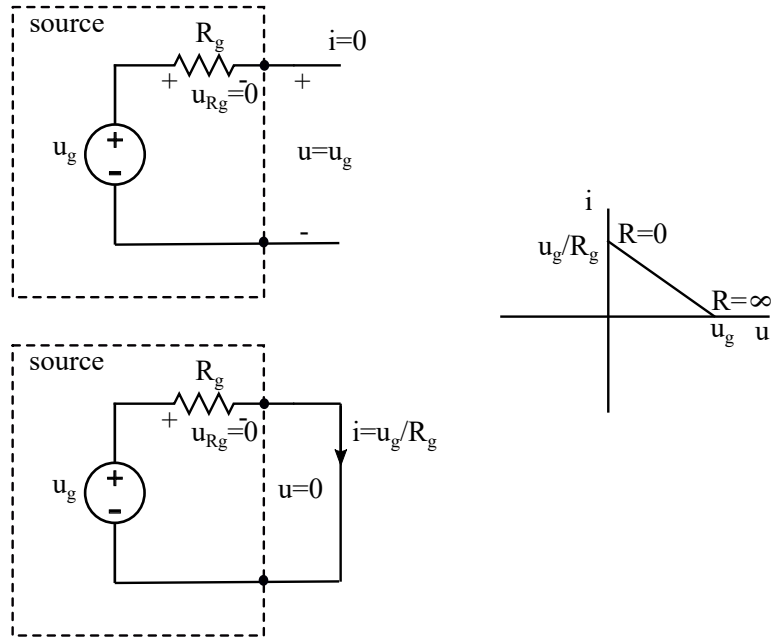 source
R_g
i=0
+ - +
u_Rg=0
u_g
+
-
u=u_g
-
i
u_g/R_g
R=0
R=∞
u_g
u
source
R_g
+ -
u_Rg=0
i=u_g/R_g
u_g
+
-
u=0